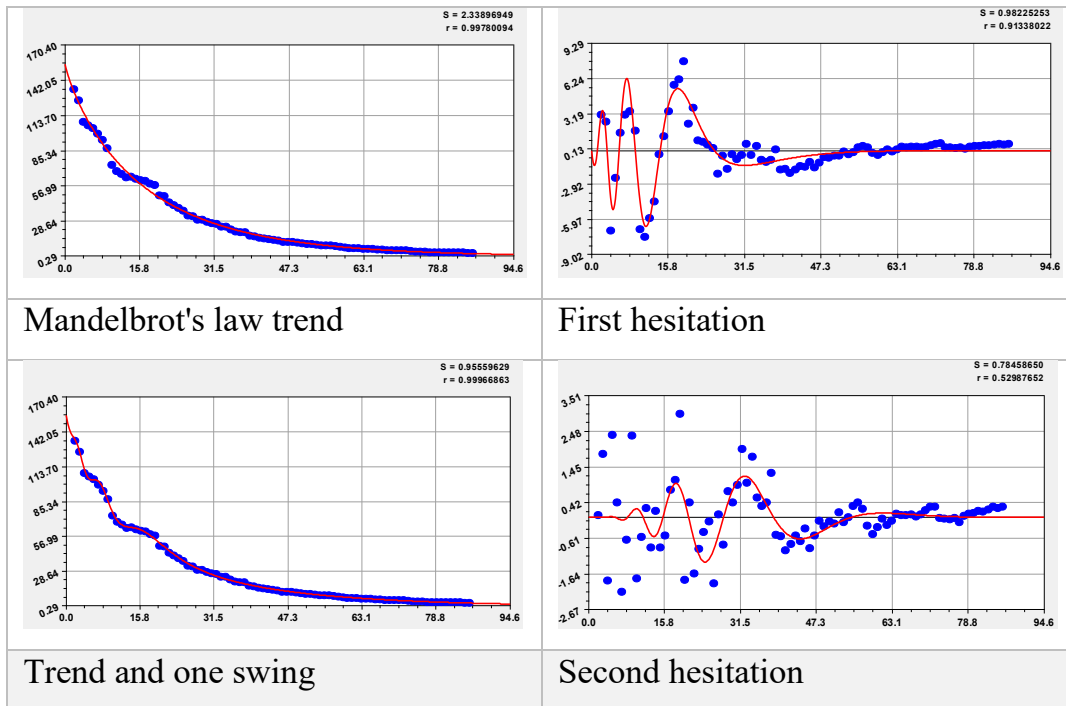 S = 2.33896949
r = 0.99780094
170.40
142.05
113.70
85.34
56.99
28.64
0.29
0.0 15.8 31.5 47.3 63.1 78.8 94.6
Mandelbrot's law trend
S = 0.98225253
r = 0.91338022
9.29
6.24
3.19
0.13
-2.92
-5.97
-9.02
0.0 15.8 31.5 47.3 63.1 78.8 94.6
First hesitation
S = 0.95559629
r = 0.99966863
170.40
142.05
113.70
85.34
56.99
28.64
0.29
0.0 15.8 31.5 47.3 63.1 78.8 94.6
Trend and one swing
S = 0.78458650
r = 0.52987652
3.51
2.48
1.45
0.42
-0.61
-1.64
-2.67
0.0 15.8 31.5 47.3 63.1 78.8 94.6
Second hesitation